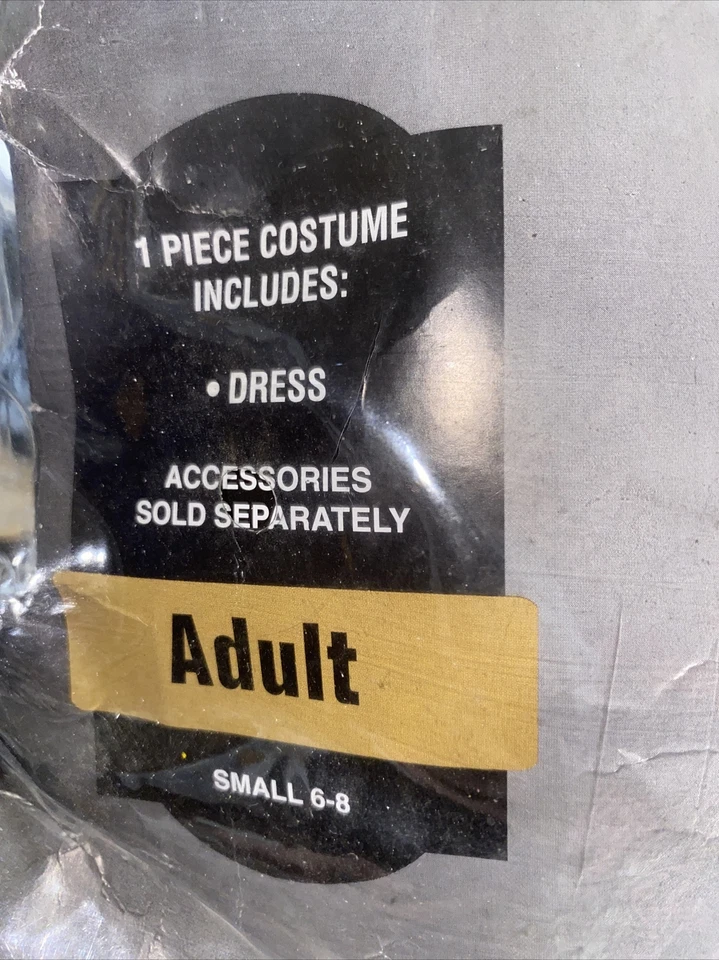 1 PIECE COSTUME
INCLUDES:
• DRESS
ACCESSORIES
SOLD SEPARATELY
Adult
SMALL 6-8